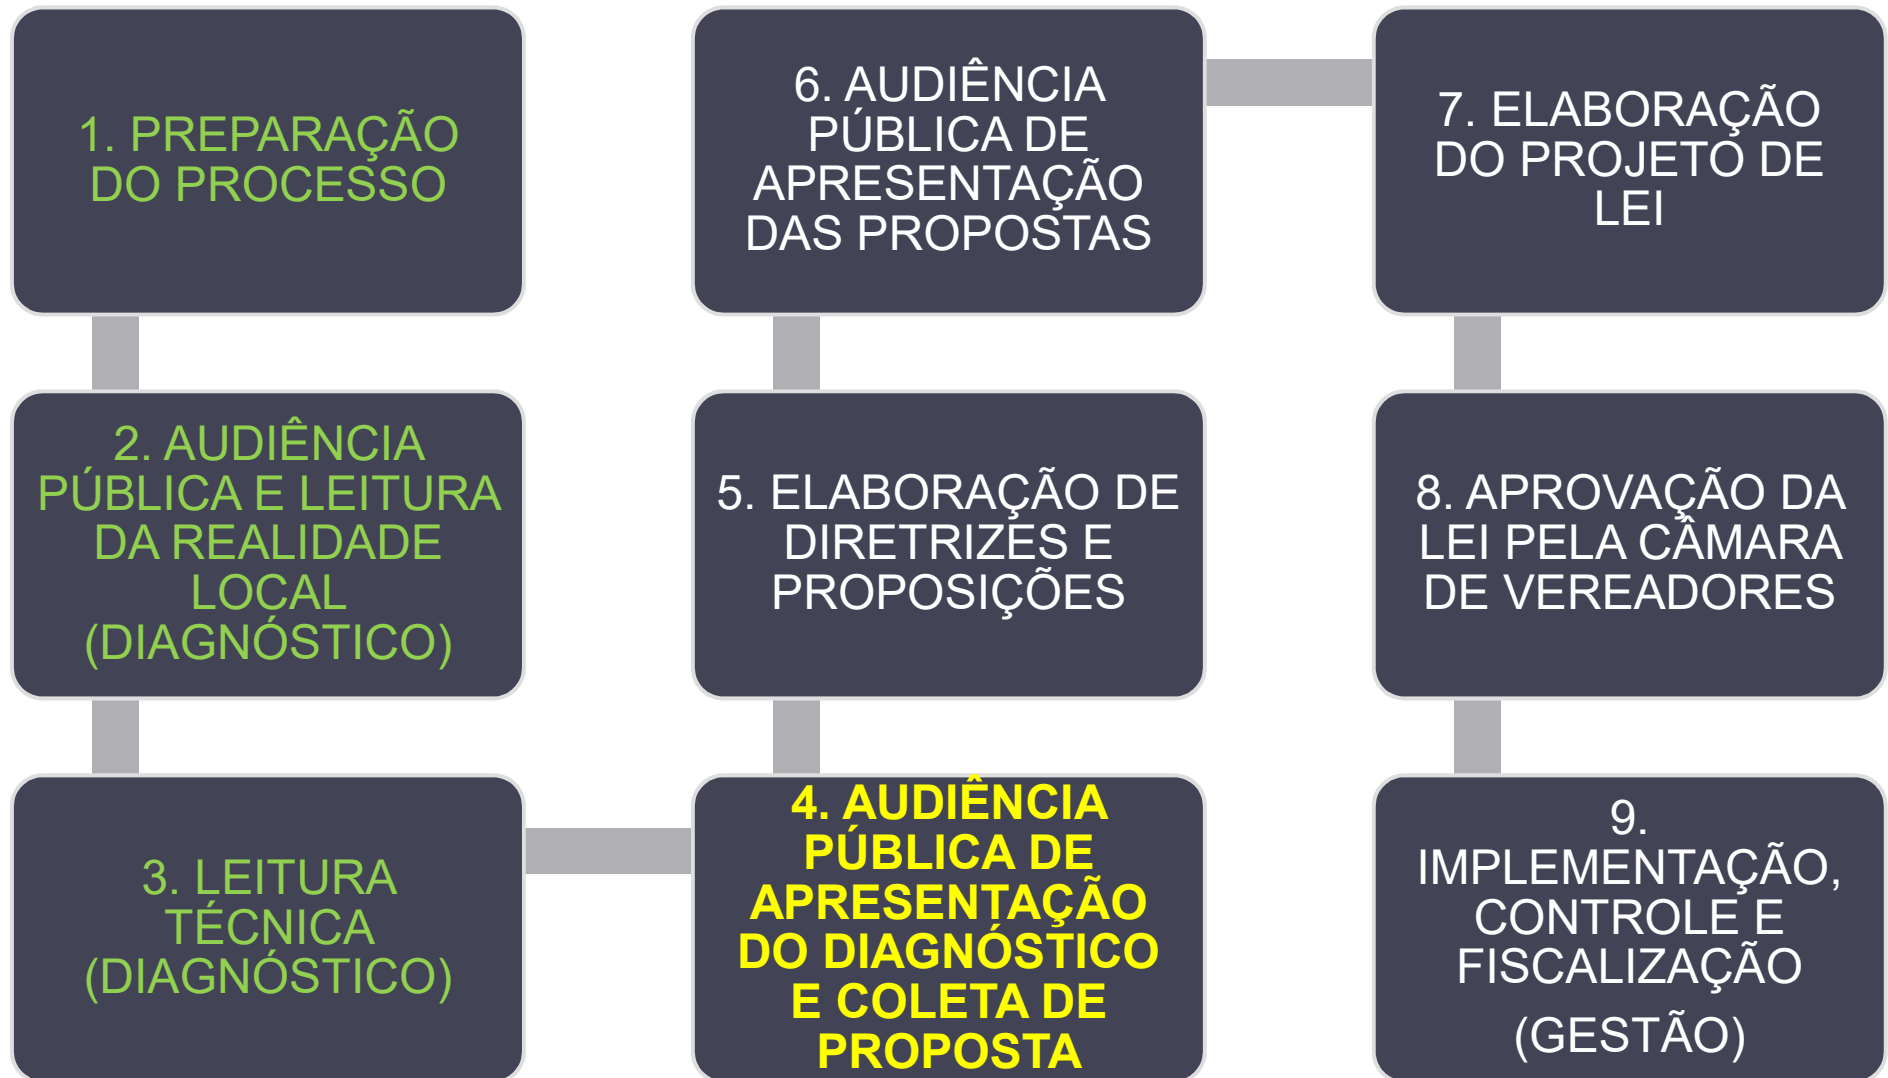 1. PREPARAÇÃO
DO PROCESSO
2. AUDIÊNCIA
PÚBLICA E LEITURA
DA REALIDADE
LOCAL
(DIAGNÓSTICO)
3. LEITURA
TÉCNICA
(DIAGNÓSTICO)
4. AUDIÊNCIA
PÚBLICA DE
APRESENTAÇÃO
DO DIAGNÓSTICO
E COLETA DE
PROPOSTA
5. ELABORAÇÃO DE
DIRETRIZES E
PROPOSIÇÕES
6. AUDIÊNCIA
PÚBLICA DE
APRESENTAÇÃO
DAS PROPOSTAS
7. ELABORAÇÃO
DO PROJETO DE
LEI
8. APROVAÇÃO DA
LEI PELA CÂMARA
DE VEREADORES
9.
IMPLEMENTAÇÃO,
CONTROLE E
FISCALIZAÇÃO
(GESTÃO)